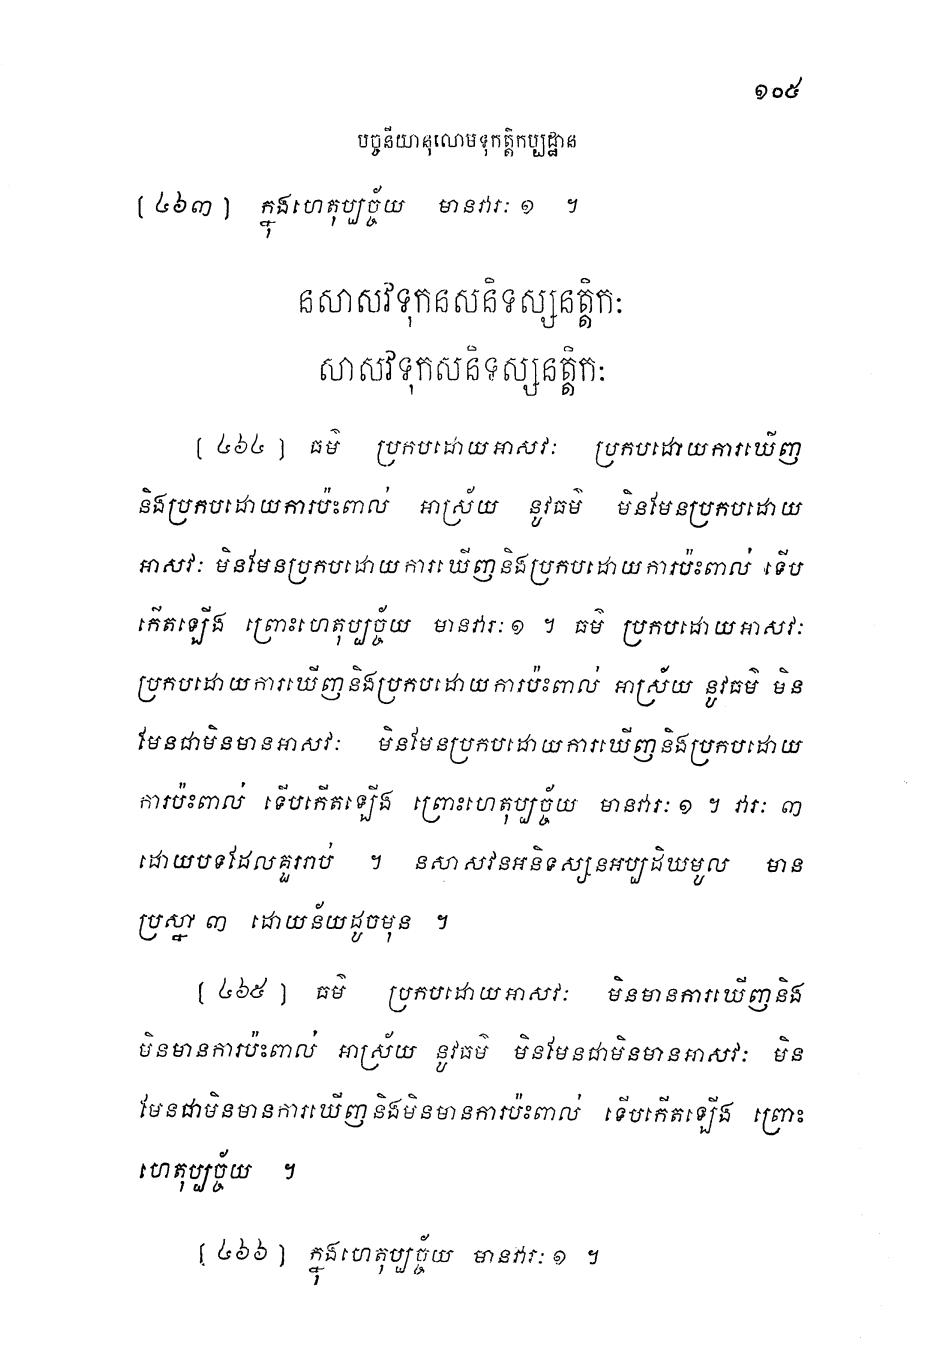 ១០៥
បច្ចនីយានុលោមទុកត្តិកប្បដ្ឋាន
[ ៤៦៣ ] ក្នុងហេតុប្បច្ច័យ មានវារៈ ១ ។
នសាសវទុកនសនិទស្សនត្តិកៈ
សាសវទុកសនិទស្សនត្តិកៈ
[ ៤៦៤ ] ធម៌ ប្រកបដោយអាសវៈ ប្រកបដោយការឃើញ
និងប្រកបដោយការប៉ះពាល់ អាស្រ័យ នូវធម៌ មិនមែនប្រកបដោយ
អាសវៈ មិនមែនប្រកបដោយការឃើញនិងប្រកបដោយការប៉ះពាល់ ទើប
កើតឡើង ព្រោះហេតុប្បច្ច័យ មានវារៈ ១ ។ ធម៌ ប្រកបដោយអាសវៈ
ប្រកបដោយការឃើញនិងប្រកបដោយការប៉ះពាល់ អាស្រ័យ នូវធម៌ មិន
មែនជាមិនមានអាសវៈ មិនមែនប្រកបដោយការឃើញនិងប្រកបដោយ
ការប៉ះពាល់ ទើបកើតឡើង ព្រោះហេតុប្បច្ច័យ មានវារៈ ១ ។ វារៈ ៣
ដោយបទដែលគួររាប់ ។ នសាសវនអនិទស្សនអប្បដិឃមូល មាន
ប្រស្នា ៣ ដោយន័យដូចមុន ។
[ ៤៦៥ ] ធម៌ ប្រកបដោយអាសវៈ មិនមានការឃើញនិង
មិនមានការប៉ះពាល់ អាស្រ័យ នូវធម៌ មិនមែនជាមិនមានអាសវៈ មិន
មែនជាមិនមានការឃើញនិងមិនមានការប៉ះពាល់ ទើបកើតឡើង ព្រោះ
ហេតុប្បច្ច័យ ។
[ ៤៦៦ ] ក្នុងហេតុប្បច្ច័យ មានវារៈ ១ ។